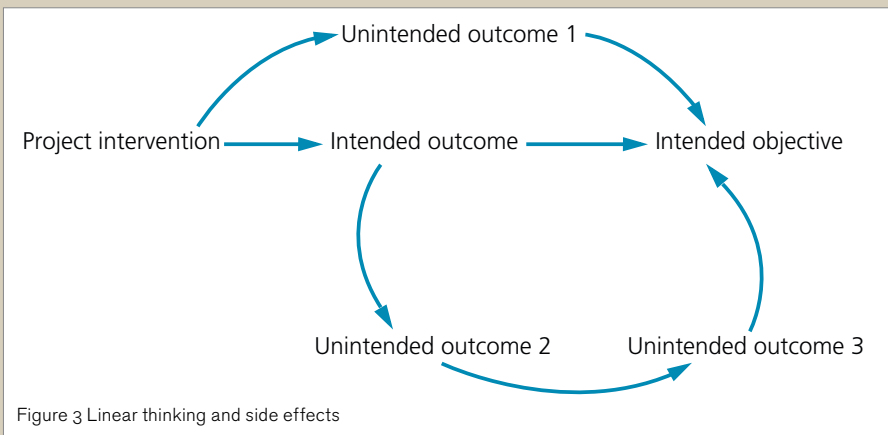 Unintended outcome 1
Project intervention
Intended outcome
Intended objective
Unintended outcome 2
Unintended outcome 3
Figure 3 Linear thinking and side effects